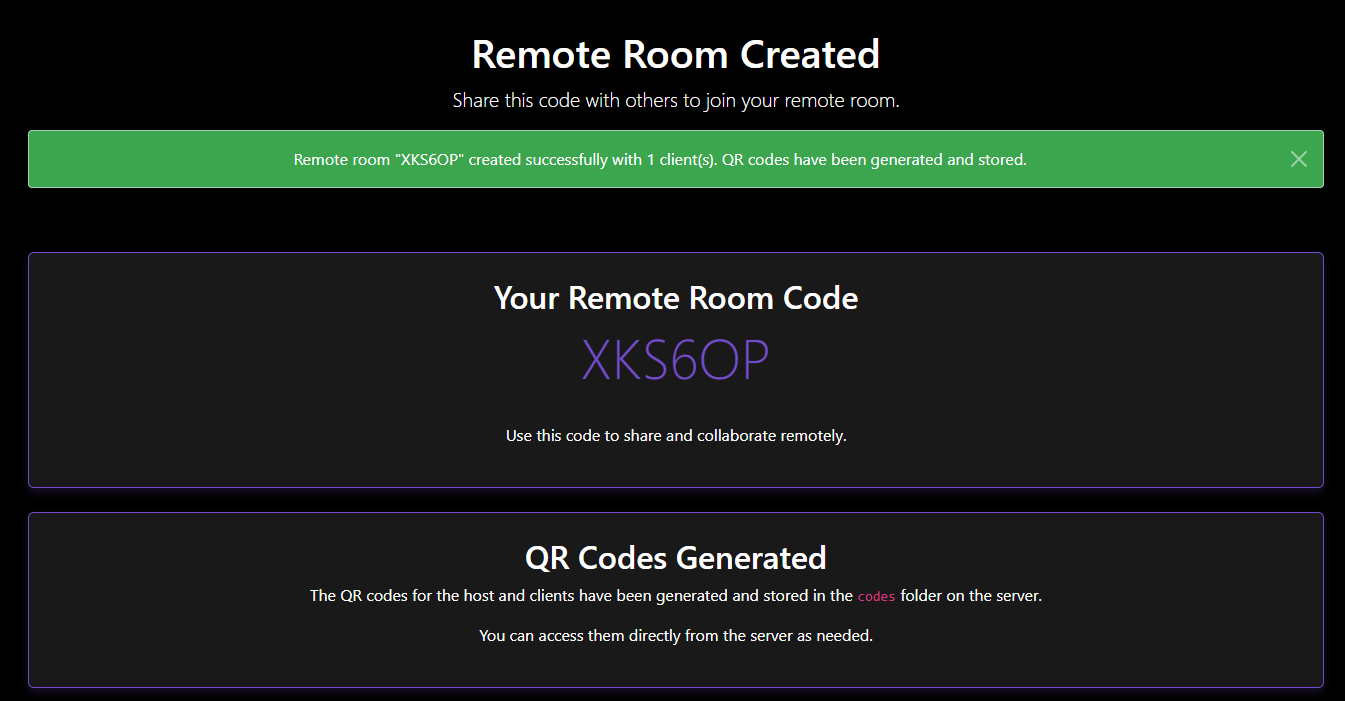 Remote Room Created
Share this code with others to join your remote room.
Remote room "XKS6OP" created successfully with 1 client(s). QR codes have been generated and stored.
Your Remote Room Code
XKS6OP
Use this code to share and collaborate remotely.
QR Codes Generated
The QR codes for the host and clients have been generated and stored in the codes folder on the server.
You can access them directly from the server as needed.